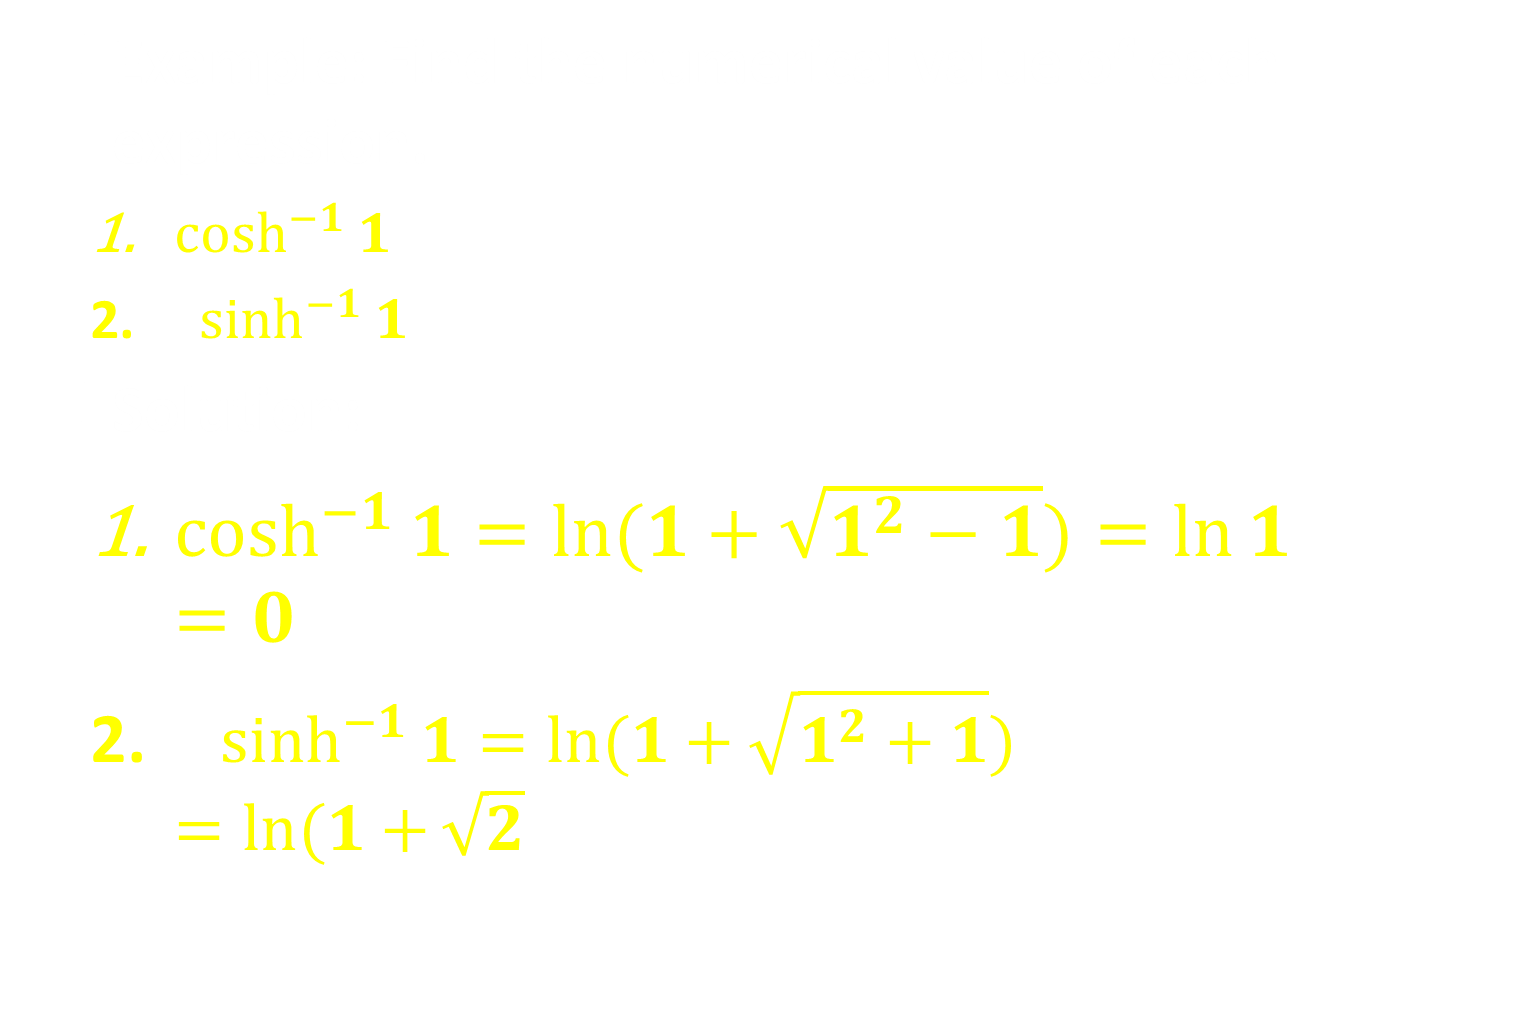 1. cosh⁻¹ 1
2. sinh⁻¹ 1
1. cosh⁻¹ 1 = ln(1 + √(1² − 1)) = ln 1
= 0
2. sinh⁻¹ 1 = ln(1 + √(1² + 1))
= ln(1 + √2